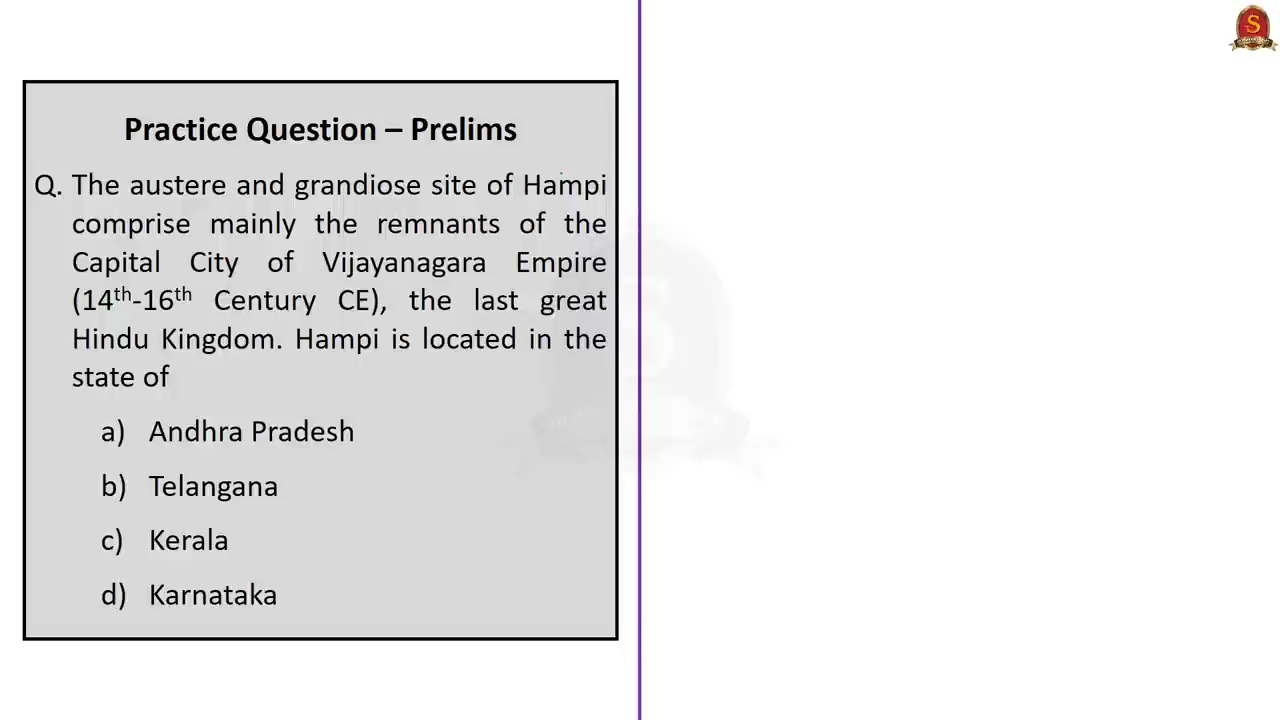 S
Practice Question – Prelims
Q. The austere and grandiose site of Hampi
comprise mainly the remnants of the
Capital City of Vijayanagara Empire
(14th-16th Century CE), the last great
Hindu Kingdom. Hampi is located in the
state of
a) Andhra Pradesh
b) Telangana
c) Kerala
d) Karnataka